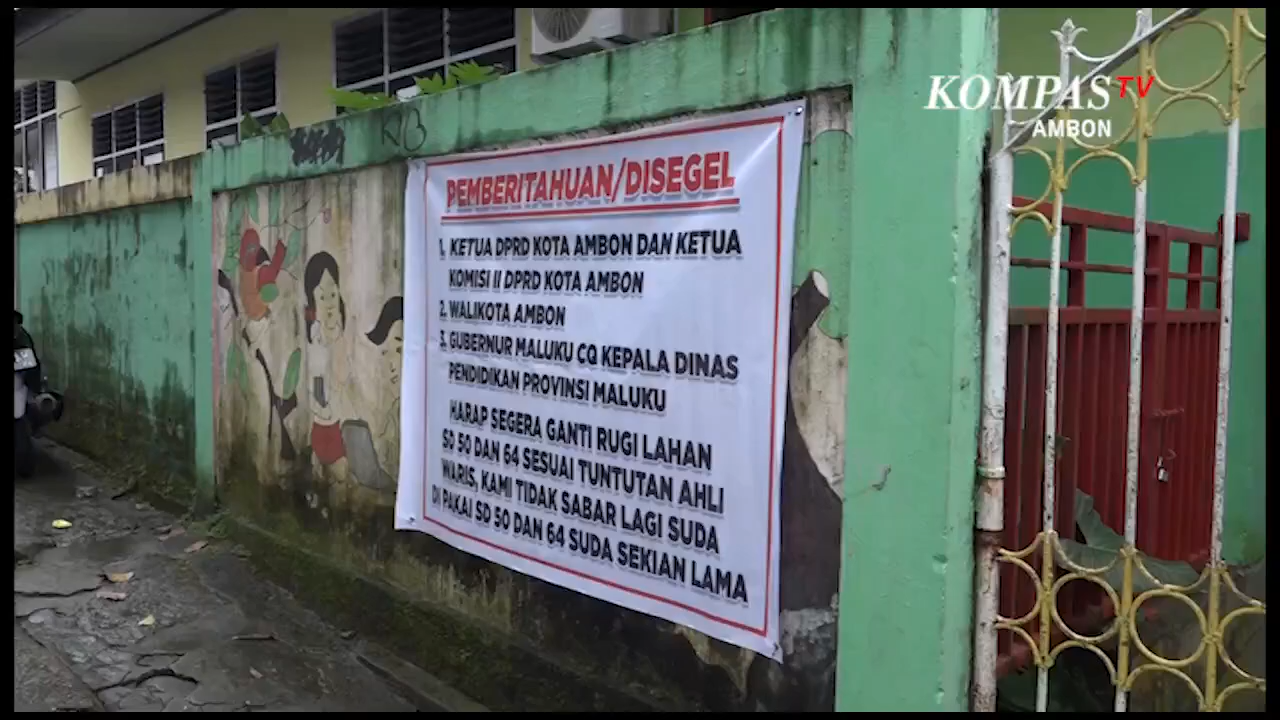 KOMPAS TV
AMBON
PEMBERITAHUAN/DISEGEL
1. KETUA DPRD KOTA AMBON DAN KETUA
KOMISI II DPRD KOTA AMBON
2. WALIKOTA AMBON
3. GUBERNUR MALUKU CQ KEPALA DINAS
PENDIDIKAN PROVINSI MALUKU
HARAP SEGERA GANTI RUGI LAHAN
SD 50 DAN 64 SESUAI TUNTUTAN AHLI
WARIS, KAMI TIDAK SABAR LAGI SUDA
DI PAKAI SD 50 DAN 64 SUDA SEKIAN LAMA